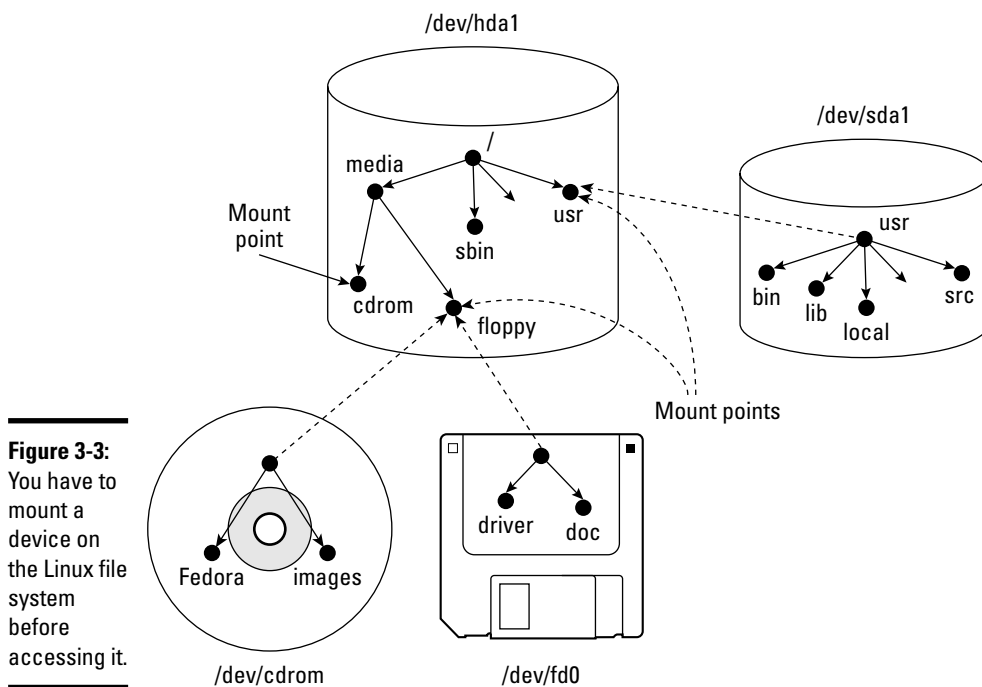 /dev/hda1
/dev/sda1
/
media
usr
sbin
Mount
point
cdrom
floppy
usr
bin
lib
local
src
Mount points
Figure 3-3:
You have to
mount a
device on
the Linux file
system
before
accessing it.
Fedora
images
driver
doc
/dev/cdrom
/dev/fd0